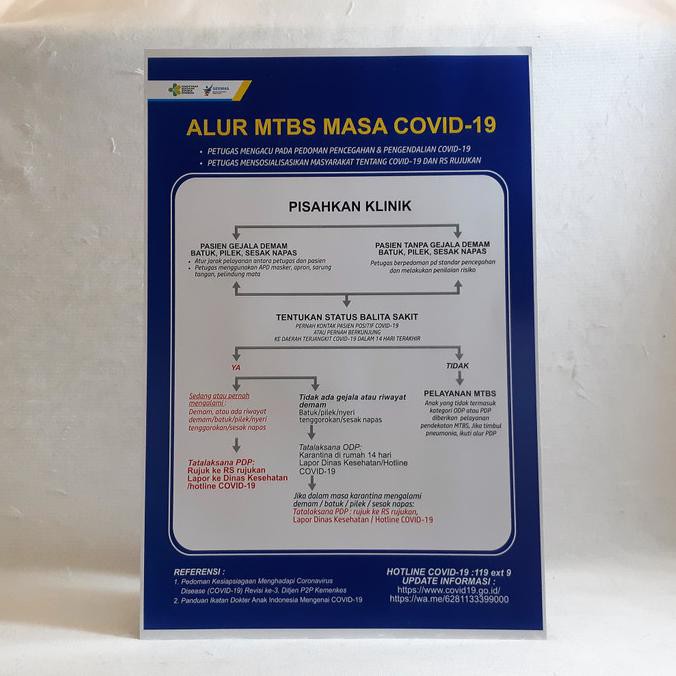 KEMENTERIAN
KESEHATAN
REPUBLIK
INDONESIA
GERMAS
ALUR MTBS MASA COVID-19
• PETUGAS MENGACU PADA PEDOMAN PENCEGAHAN & PENGENDALIAN COVID-19
• PETUGAS MENSOSIALISASIKAN MASYARAKAT TENTANG COVID-19 DAN RS RUJUKAN
PISAHKAN KLINIK
PASIEN GEJALA DEMAM
BATUK, PILEK, SESAK NAPAS
• Atur jarak pelayanan antara petugas dan pasien
• Petugas menggunakan APD masker, apron, sarung
tangan, pelindung mata
PASIEN TANPA GEJALA DEMAM
BATUK, PILEK, SESAK NAPAS
Petugas berpedoman pd standar pencegahan
dan melakukan penilaian risiko
TENTUKAN STATUS BALITA SAKIT
PERNAH KONTAK PASIEN POSITIF COVID-19
ATAU PERNAH BERKUNJUNG
KE DAERAH TERJANGKIT COVID-19 DALAM 14 HARI TERAKHIR
YA
TIDAK
Sedang atau pernah
mengalami :
Demam, atau ada riwayat
demam/batuk/pilek/nyeri
tenggorokan/sesak napas
Tatalaksana PDP:
Rujuk ke RS rujukan
Lapor ke Dinas Kesehatan
/hotline COVID-19
Tidak ada gejala atau riwayat
demam
Batuk/pilek/nyeri
tenggorokan/sesak napas
Tatalaksana ODP:
Karantina di rumah 14 hari
Lapor Dinas Kesehatan/Hotline
COVID-19
Jika dalam masa karantina mengalami
demam / batuk / pilek / sesak napas:
Tatalaksana PDP : rujuk ke RS rujukan,
Lapor Dinas Kesehatan / Hotline COVID-19
PELAYANAN MTBS
Anak yang tidak termasuk
kategori ODP atau PDP
diberikan pelayanan
pendekatan MTBS, Jika timbul
pneumonia, ikuti alur PDP
REFERENSI :
1. Pedoman Kesiapsiagaan Menghadapi Coronavirus
Disease (COVID-19) Revisi ke-3. Ditjen P2P Kemenkes
2. Panduan Ikatan Dokter Anak Indonesia Mengenai COVID-19
HOTLINE COVID-19 :119 ext 9
UPDATE INFORMASI :
https://www.covid19.go.id/
https://wa.me/6281133399000